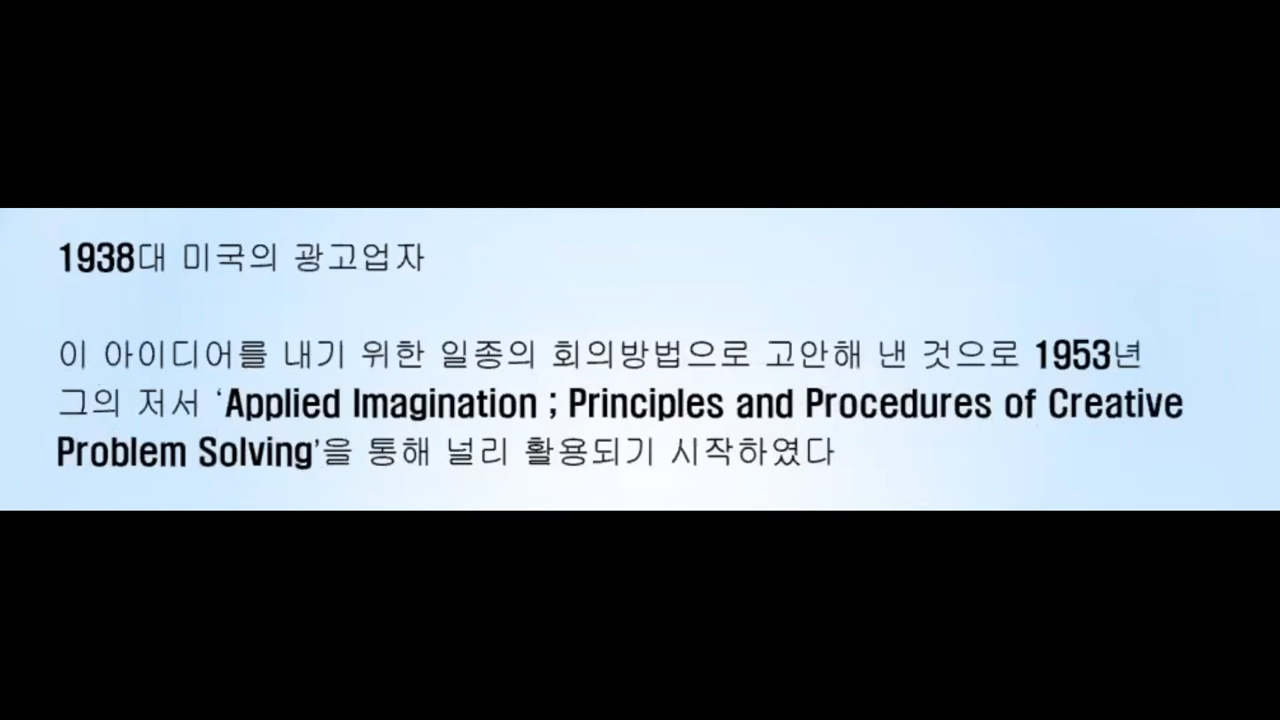 1938대 미국의 광고업자
이 아이디어를 내기 위한 일종의 회의방법으로 고안해 낸 것으로 1953년
그의 저서 ‘Applied Imagination ; Principles and Procedures of Creative
Problem Solving’을 통해 널리 활용되기 시작하였다